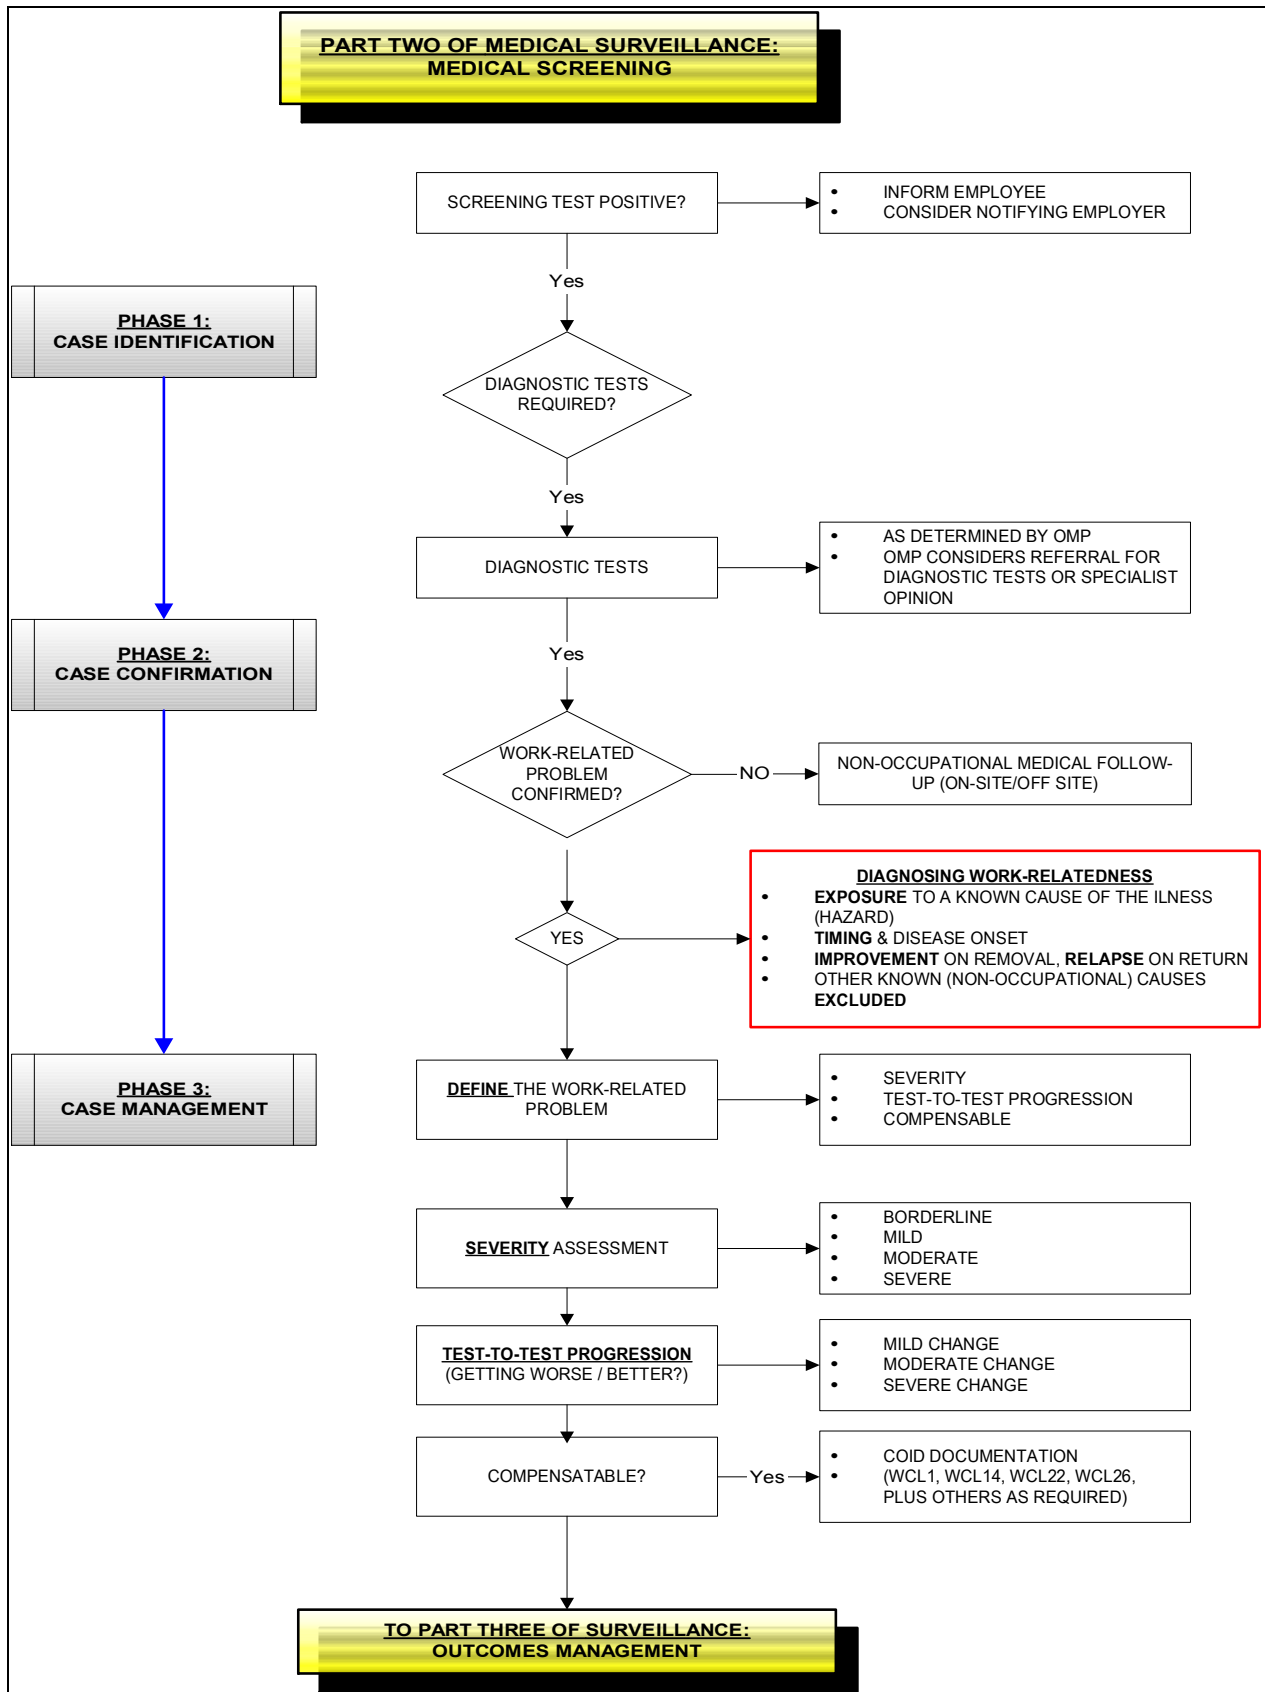 PART TWO OF MEDICAL SURVEILLANCE:
MEDICAL SCREENING
SCREENING TEST POSITIVE?
• INFORM EMPLOYEE
• CONSIDER NOTIFYING EMPLOYER
Yes
PHASE 1:
CASE IDENTIFICATION
DIAGNOSTIC TESTS
REQUIRED?
Yes
DIAGNOSTIC TESTS
• AS DETERMINED BY OMP
• OMP CONSIDERS REFERRAL FOR
DIAGNOSTIC TESTS OR SPECIALIST
OPINION
PHASE 2:
CASE CONFIRMATION
Yes
WORK-RELATED
PROBLEM
CONFIRMED?
NO
NON-OCCUPATIONAL MEDICAL FOLLOW-
UP (ON-SITE/OFF SITE)
YES
DIAGNOSING WORK-RELATEDNESS
• EXPOSURE TO A KNOWN CAUSE OF THE ILNESS
(HAZARD)
• TIMING & DISEASE ONSET
• IMPROVEMENT ON REMOVAL, RELAPSE ON RETURN
• OTHER KNOWN (NON-OCCUPATIONAL) CAUSES
EXCLUDED
PHASE 3:
CASE MANAGEMENT
DEFINE THE WORK-RELATED
PROBLEM
• SEVERITY
• TEST-TO-TEST PROGRESSION
• COMPENSABLE
SEVERITY ASSESSMENT
• BORDERLINE
• MILD
• MODERATE
• SEVERE
TEST-TO-TEST PROGRESSION
(GETTING WORSE / BETTER?)
• MILD CHANGE
• MODERATE CHANGE
• SEVERE CHANGE
COMPENSATABLE?
Yes
• COID DOCUMENTATION
• (WCL1, WCL14, WCL22, WCL26,
PLUS OTHERS AS REQUIRED)
TO PART THREE OF SURVEILLANCE:
OUTCOMES MANAGEMENT